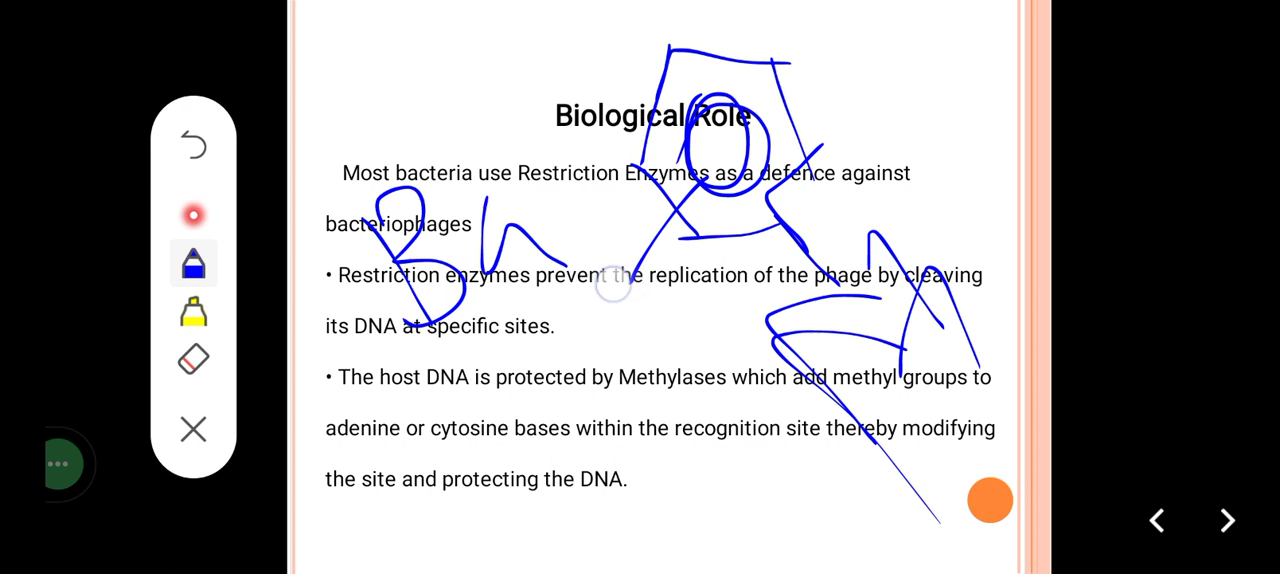 Biological Role
Most bacteria use Restriction Enzymes as a defence against
bacteriophages
• Restriction enzymes prevent the replication of the phage by cleaving
its DNA at specific sites.
• The host DNA is protected by Methylases which add methyl groups to
adenine or cytosine bases within the recognition site thereby modifying
the site and protecting the DNA.